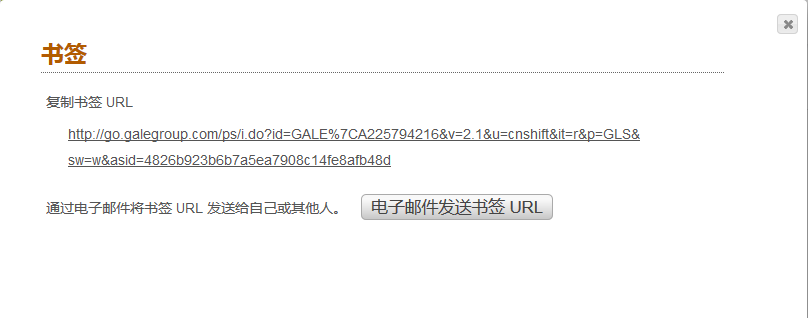 书签
复制书签 URL
http://go.galegroup.com/ps/i.do?id=GALE%7CA225794216&v=2.1&u=cnshift&it=r&p=GLS&
sw=w&asid=4826b923b6b7a5ea7908c14fe8afb48d
通过电子邮件将书签 URL 发送给自己或其他人。 电子邮件发送书签 URL